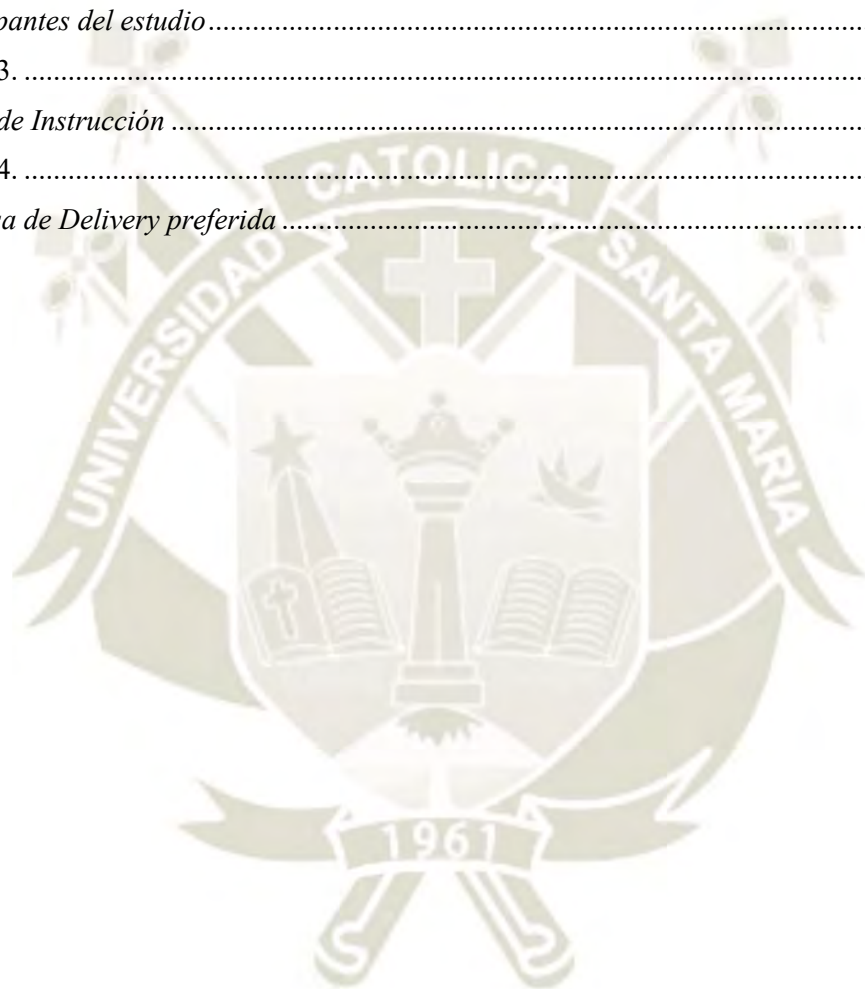 pantes del estudio
3.
de Instrucción
4.
a de Delivery preferida
CATOLICA
UNIVERSIDAD SANTA MARIA
1961